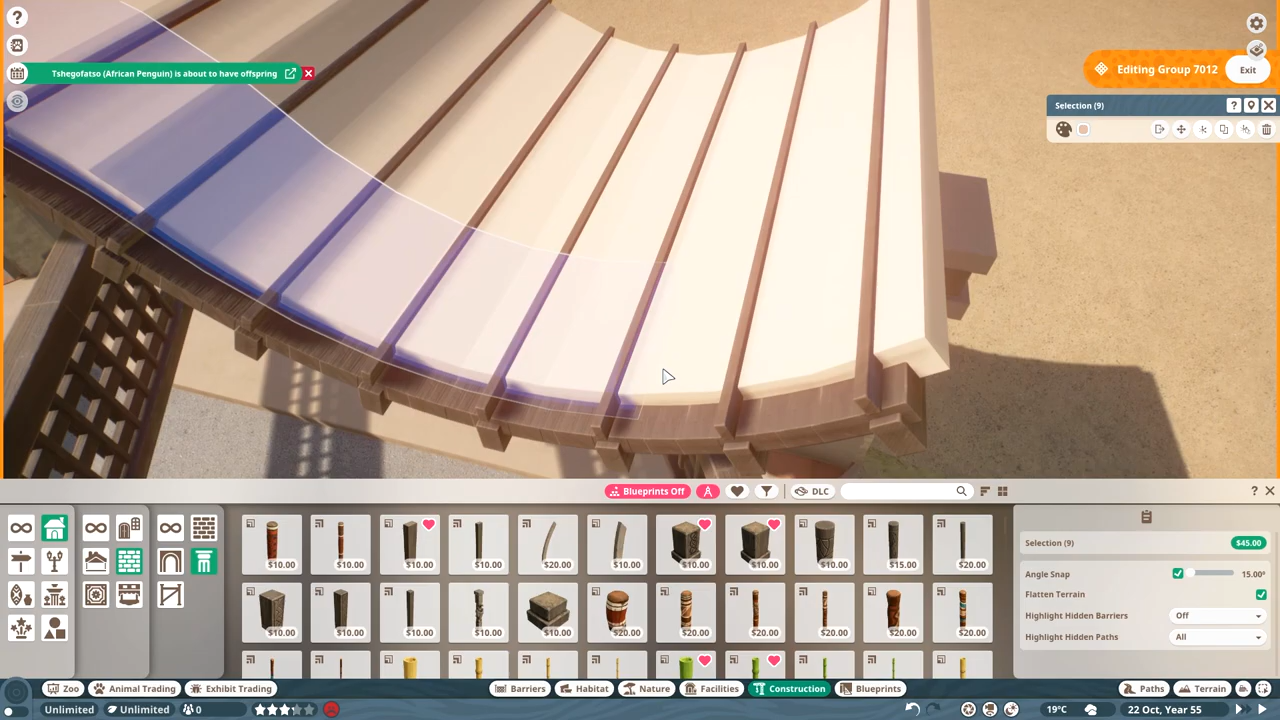 ?
Tshegofatso (African Penguin) is about to have offspring
Editing Group 7012
Exit
Selection (9)
?
Blueprints Off
DLC
?
$10.00 $10.00 $10.00 $10.00 $20.00 $10.00 $10.00 $10.00 $10.00 $15.00 $20.00
$10.00 $10.00 $10.00 $10.00 $10.00 $20.00 $20.00 $20.00 $20.00 $20.00 $20.00
Selection (9)
$45.00
Angle Snap
15.00°
Flatten Terrain
Highlight Hidden Barriers
Off
Highlight Hidden Paths
All
Zoo
Animal Trading
Exhibit Trading
Barriers
Habitat
Nature
Facilities
Construction
Blueprints
Paths
Terrain
Unlimited
Unlimited
0
19°C
22 Oct, Year 55